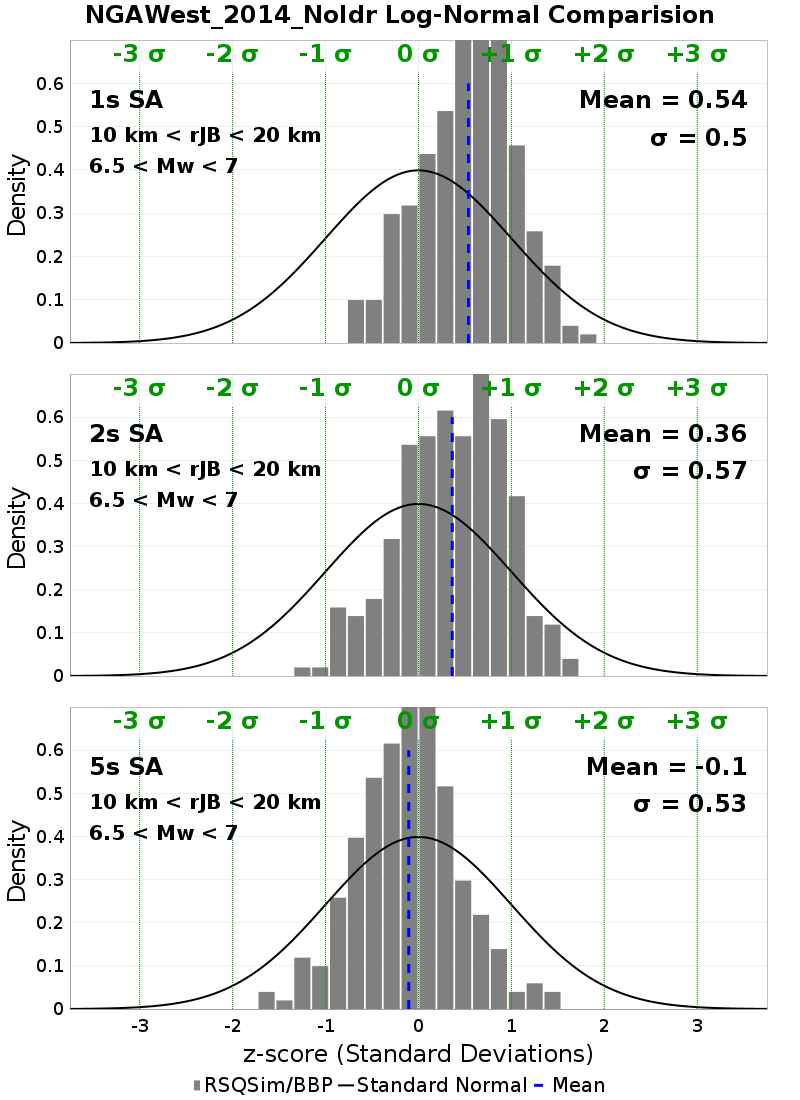 NGAWest_2014_NoIdr Log-Normal Comparision
-3 σ -2 σ -1 σ 0 σ +1 σ +2 σ +3 σ
1s SA
Mean = 0.54
10 km < rJB < 20 km
σ = 0.5
6.5 < Mw < 7
Density
0.6
0.5
0.4
0.3
0.2
0.1
0
-3 σ -2 σ -1 σ 0 σ +1 σ +2 σ +3 σ
2s SA
Mean = 0.36
10 km < rJB < 20 km
σ = 0.57
6.5 < Mw < 7
Density
0.6
0.5
0.4
0.3
0.2
0.1
0
-3 σ -2 σ -1 σ 0 σ +1 σ +2 σ +3 σ
5s SA
Mean = -0.1
10 km < rJB < 20 km
σ = 0.53
6.5 < Mw < 7
Density
0.6
0.5
0.4
0.3
0.2
0.1
0
-3 -2 -1 0 1 2 3
z-score (Standard Deviations)
RSQSim/BBP Standard Normal Mean